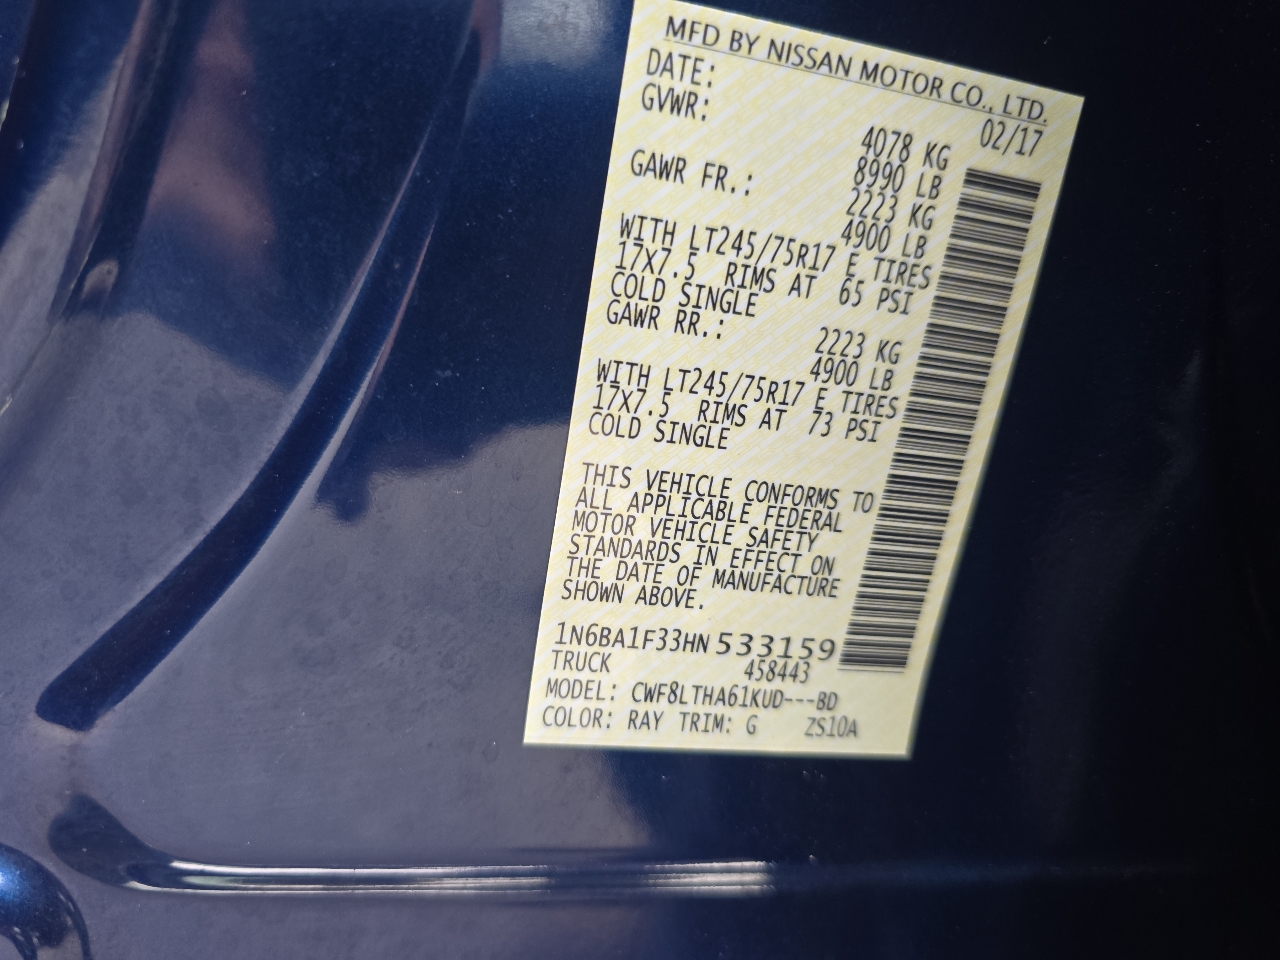 MFD BY NISSAN MOTOR CO., LTD.
DATE: 02/17
GVWR: 4078 KG
8990 LB
GAWR FR.: 2223 KG
4900 LB
WITH LT245/75R17 E TIRES
17X7.5 RIMS AT 65 PSI
COLD SINGLE
GAWR RR.: 2223 KG
4900 LB
WITH LT245/75R17 E TIRES
17X7.5 RIMS AT 73 PSI
COLD SINGLE
THIS VEHICLE CONFORMS TO
ALL APPLICABLE FEDERAL
MOTOR VEHICLE SAFETY
STANDARDS IN EFFECT ON
THE DATE OF MANUFACTURE
SHOWN ABOVE.
1N6BA1F33HN533159
TRUCK 458443
MODEL: CWF8LTHA61KUD---BD
COLOR: RAY TRIM: G ZS10A